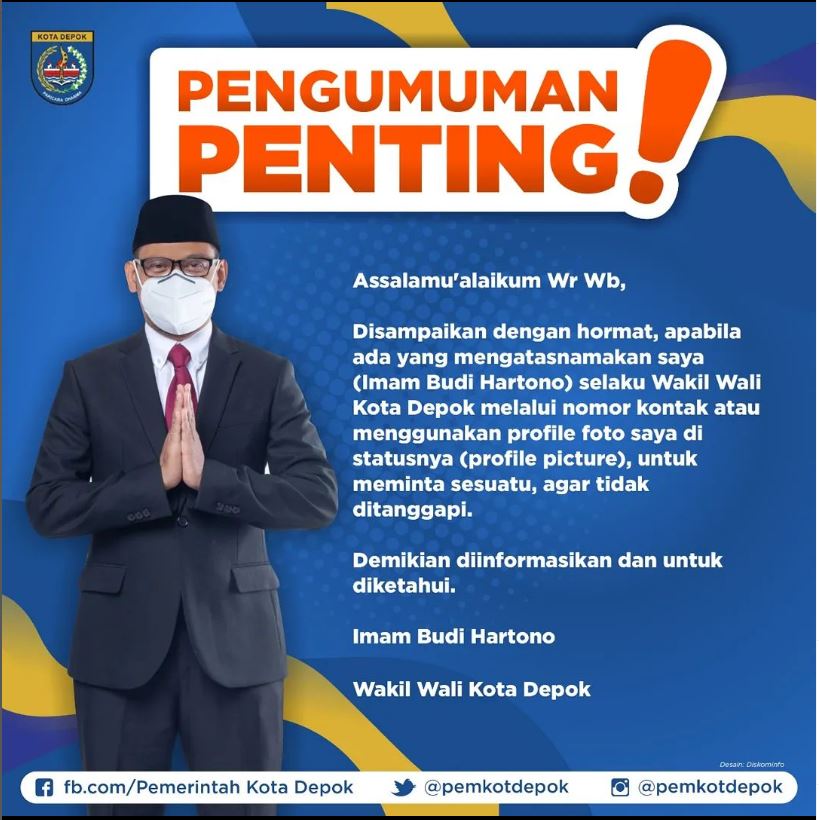 KOTA DEPOK
PARICARA DHARMA
PENGUMUMAN
PENTING!
Assalamu'alaikum Wr Wb,
Disampaikan dengan hormat, apabila
ada yang mengatasnamakan saya
(Imam Budi Hartono) selaku Wakil Wali
Kota Depok melalui nomor kontak atau
menggunakan profile foto saya di
statusnya (profile picture), untuk
meminta sesuatu, agar tidak
ditanggapi.
Demikian diinformasikan dan untuk
diketahui.
Imam Budi Hartono
Wakil Wali Kota Depok
Desain: Diskominfo
fb.com/Pemerintah Kota Depok
@pemkotdepok
@pemkotdepok